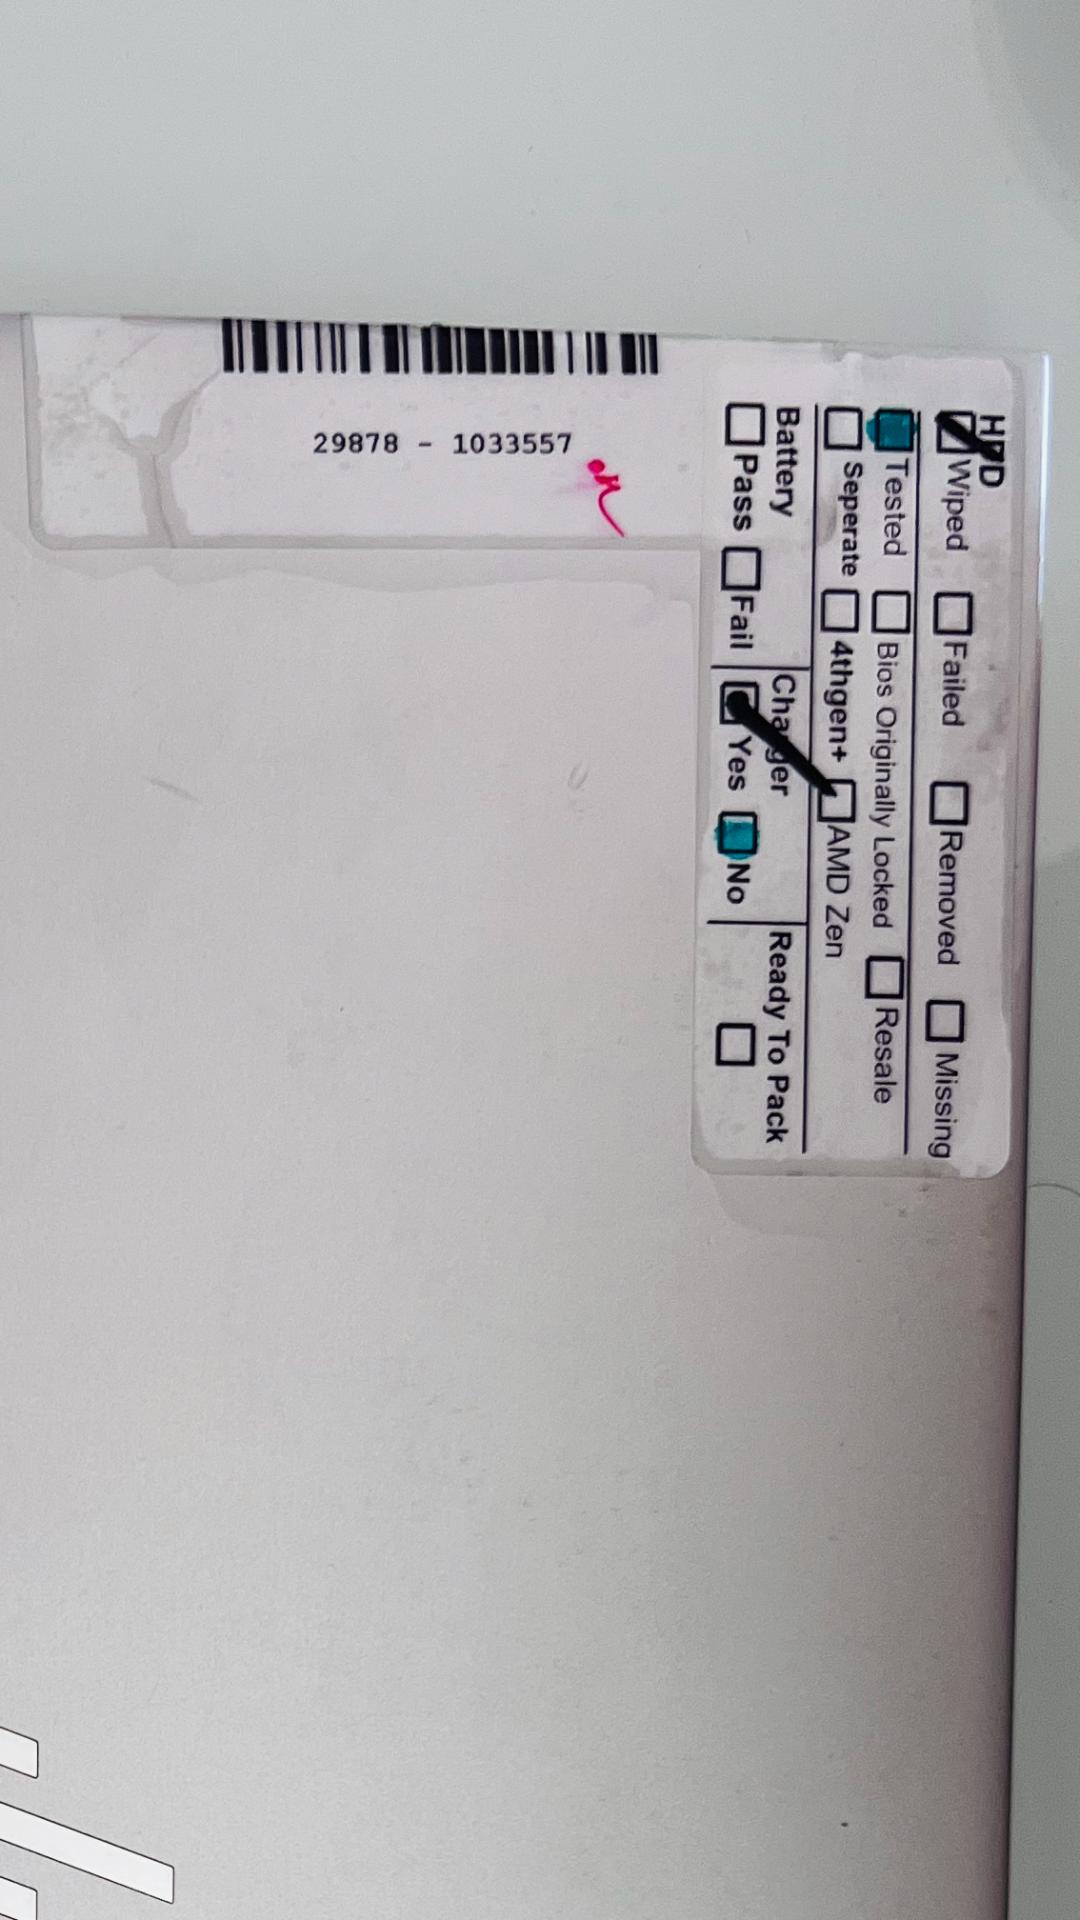 HDD
Wiped Failed Removed Missing
Tested Bios Originally Locked Resale
Seperate 4thgen+ AMD Zen
Battery Charger Ready To Pack
Pass Fail Yes No
29878 - 1033557